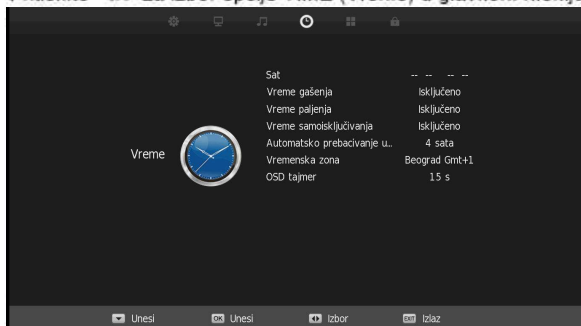 Sat -- -- -- --
Vreme gašenja Isključeno
Vreme paljenja Isključeno
Vreme samoisključivanja Isključeno
Automatsko prebacivanje u... 4 sata
Vreme
Vremenska zona Beograd Gmt+1
OSD tajmer 15 s
Unesi OK Unesi Izbor EXIT Izlaz